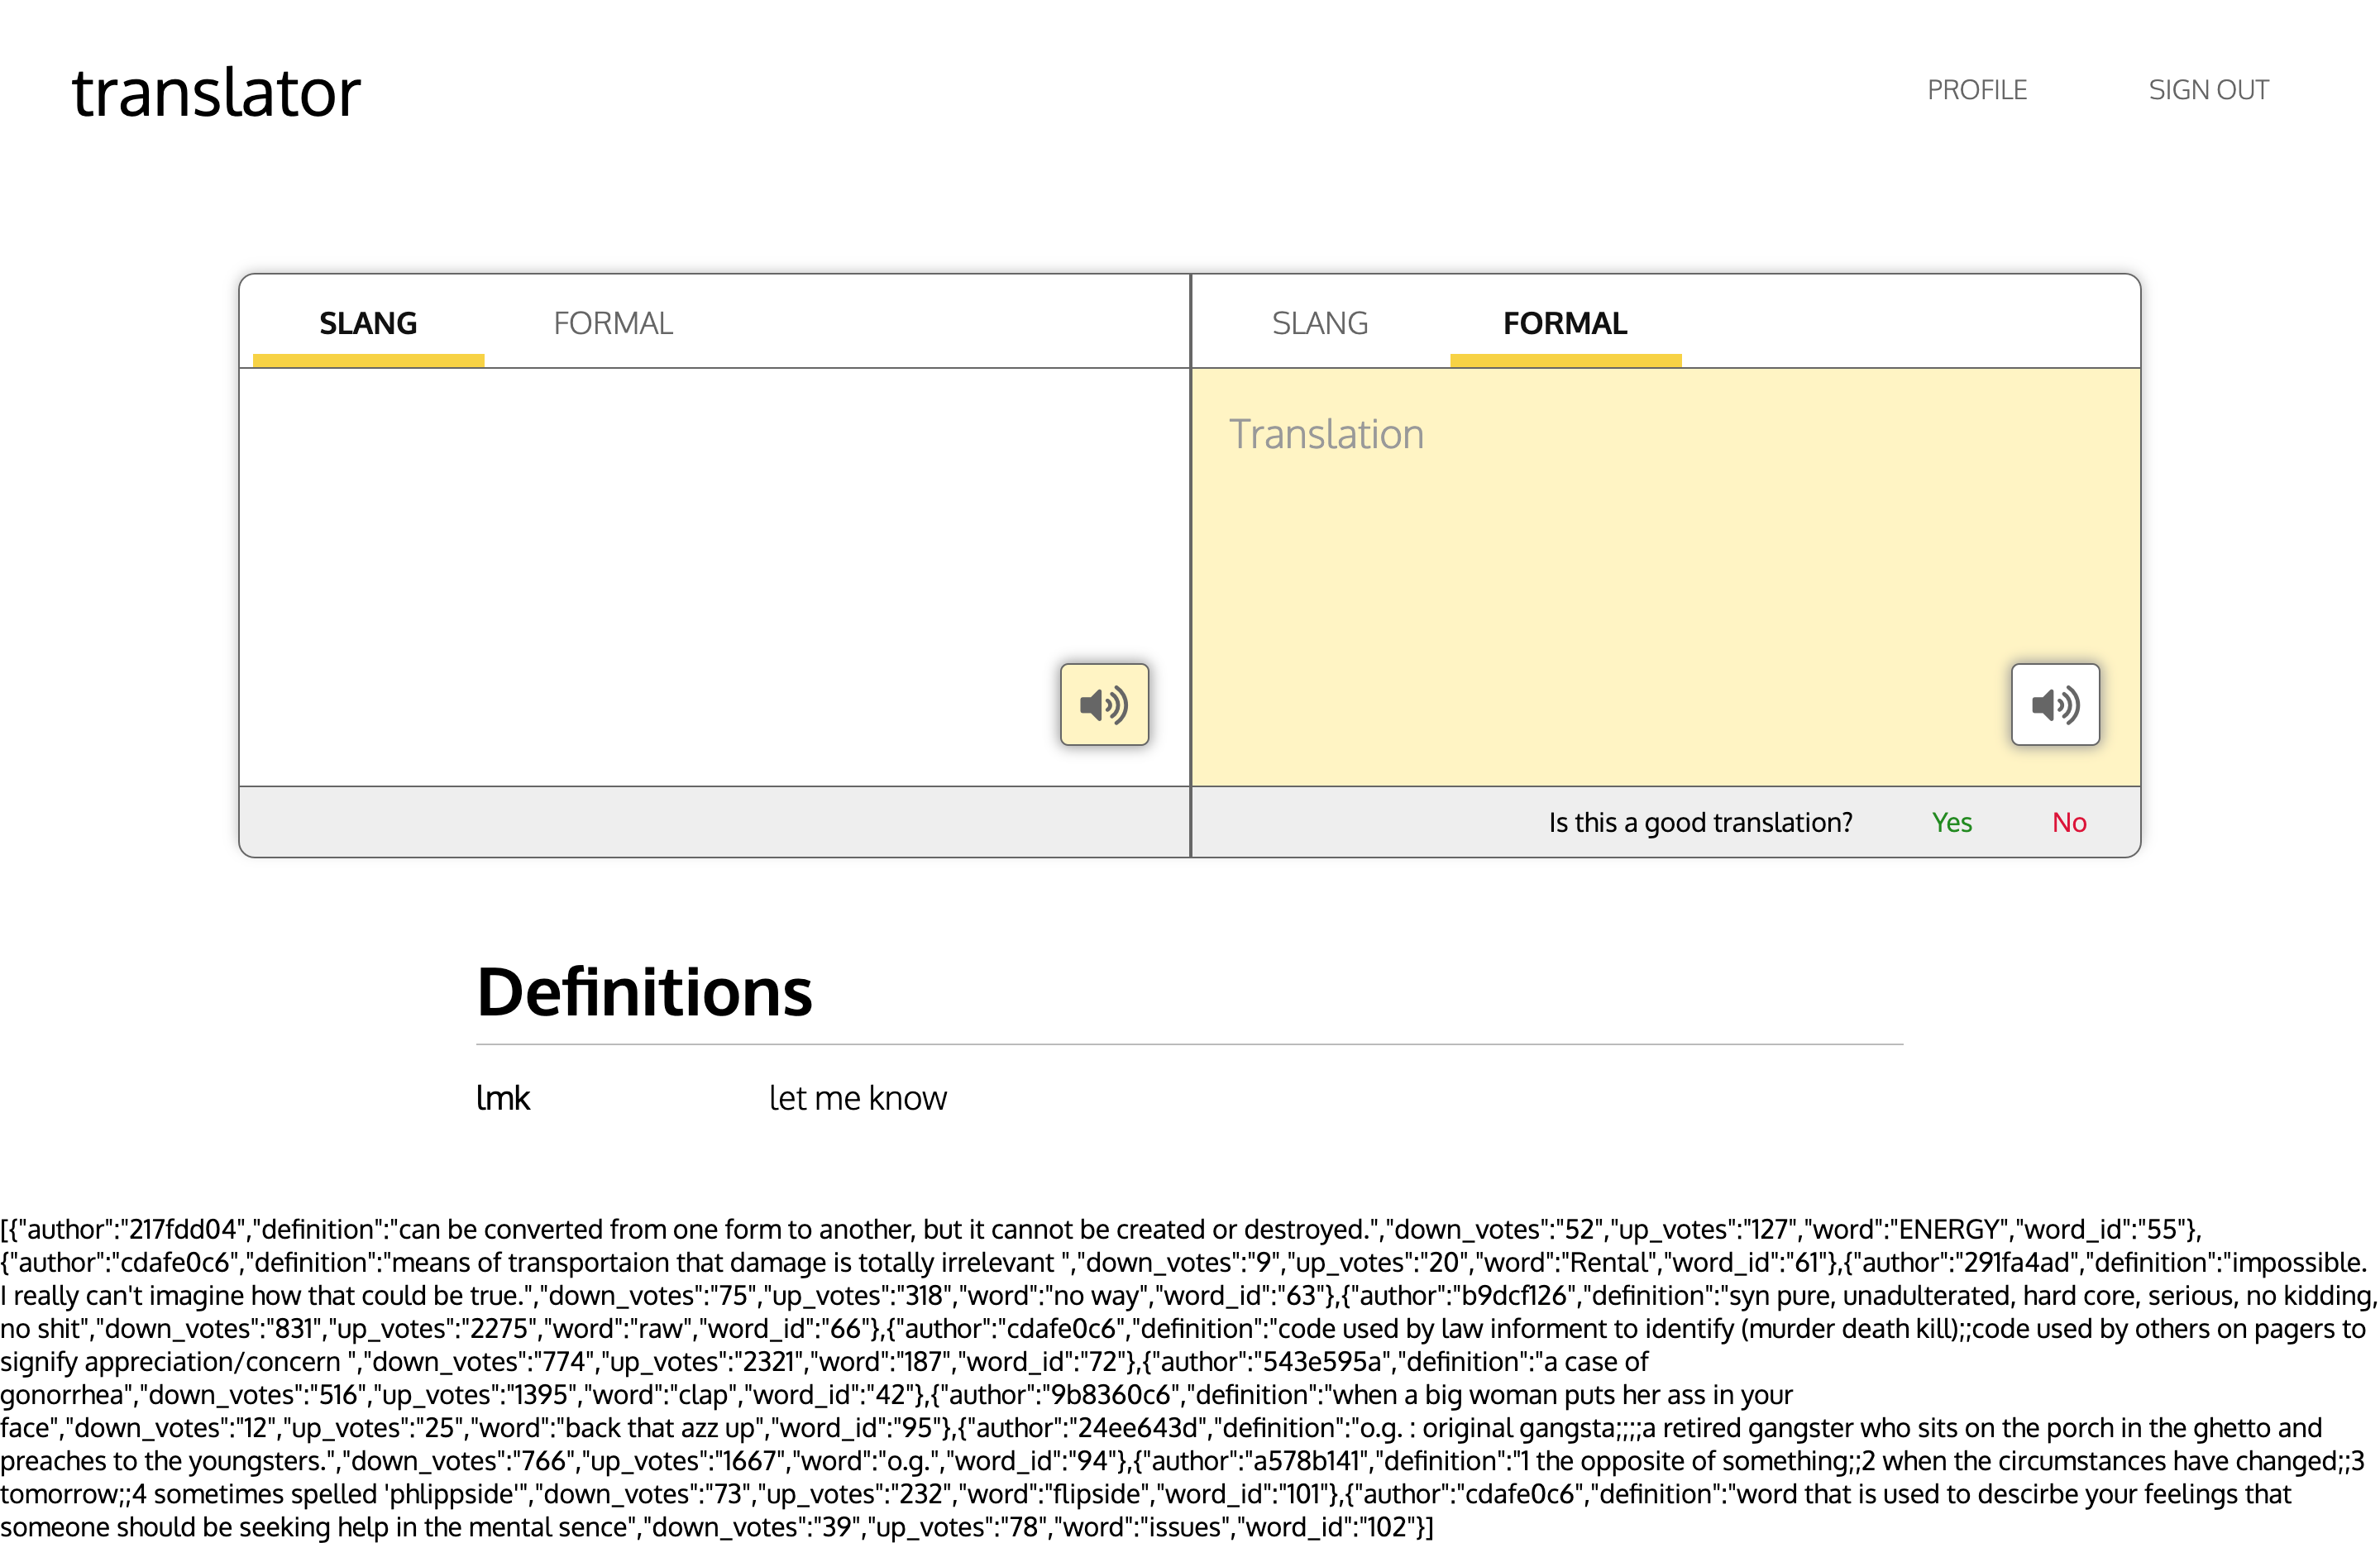 translator
PROFILE
SIGN OUT
SLANG
FORMAL
SLANG
FORMAL
Translation
Is this a good translation?
Yes
No
Definitions
lmk
let me know
[{"author":"217fdd04","definition":"can be converted from one form to another, but it cannot be created or destroyed.","down_votes":"52","up_votes":"127","word":"ENERGY","word_id":"55"},
{"author":"cdafe0c6","definition":"means of transportaion that damage is totally irrelevant ","down_votes":"9","up_votes":"20","word":"Rental","word_id":"61"},{"author":"291fa4ad","definition":"impossible.
I really can't imagine how that could be true.","down_votes":"75","up_votes":"318","word":"no way","word_id":"63"},{"author":"b9dcf126","definition":"syn pure, unadulterated, hard core, serious, no kidding,
no shit","down_votes":"831","up_votes":"2275","word":"raw","word_id":"66"},{"author":"cdafe0c6","definition":"code used by law informent to identify (murder death kill);;code used by others on pagers to
signify appreciation/concern ","down_votes":"774","up_votes":"2321","word":"187","word_id":"72"},{"author":"543e595a","definition":"a case of
gonorrhea","down_votes":"516","up_votes":"1395","word":"clap","word_id":"42"},{"author":"9b8360c6","definition":"when a big woman puts her ass in your
face","down_votes":"12","up_votes":"25","word":"back that azz up","word_id":"95"},{"author":"24ee643d","definition":"o.g. : original gangsta;;;;a retired gangster who sits on the porch in the ghetto and
preaches to the youngsters.","down_votes":"766","up_votes":"1667","word":"o.g.","word_id":"94"},{"author":"a578b141","definition":"1 the opposite of something;;2 when the circumstances have changed;;3
tomorrow;;4 sometimes spelled 'phlippside'","down_votes":"73","up_votes":"232","word":"flipside","word_id":"101"},{"author":"cdafe0c6","definition":"word that is used to descirbe your feelings that
someone should be seeking help in the mental sence","down_votes":"39","up_votes":"78","word":"issues","word_id":"102"}]